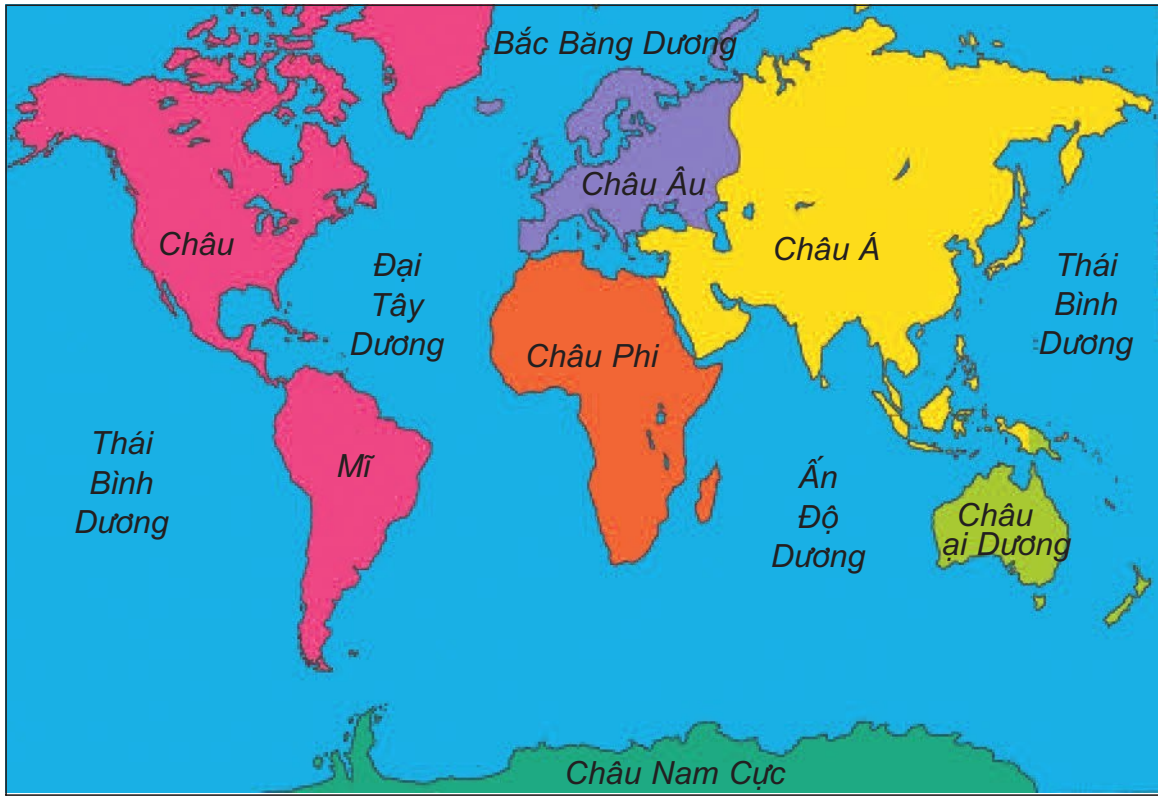 Bắc Băng Dương
Châu Âu
Châu
Châu Á
Đại
Tây
Dương
Thái
Bình
Dương
Châu Phi
Thái
Bình
Dương
Mĩ
Ấn
Độ
Dương
Châu
ại Dương
Châu Nam Cực